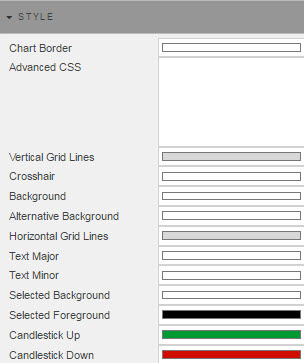 STYLE
Chart Border
Advanced CSS
Vertical Grid Lines
Crosshair
Background
Alternative Background
Horizontal Grid Lines
Text Major
Text Minor
Selected Background
Selected Foreground
Candlestick Up
Candlestick Down